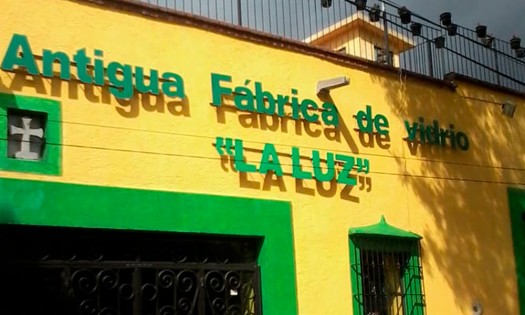 Antigua Fábrica de vidrio
"LA LUZ"